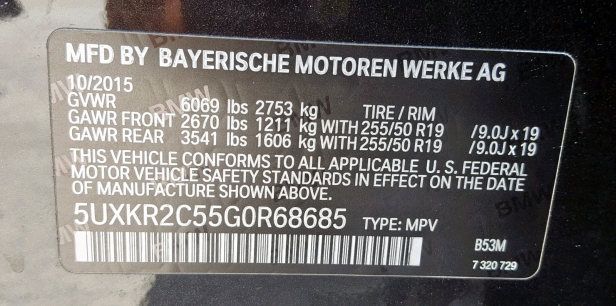 MFD BY BAYERISCHE MOTOREN WERKE AG
10/2015
GVWR 6069 lbs 2753 kg TIRE / RIM
GAWR FRONT 2670 lbs 1211 kg WITH 255/50 R19 /9.0J x 19
GAWR REAR 3541 lbs 1606 kg WITH 255/50 R19 /9.0J x 19
THIS VEHICLE CONFORMS TO ALL APPLICABLE U. S. FEDERAL
MOTOR VEHICLE SAFETY STANDARDS IN EFFECT ON THE DATE
OF MANUFACTURE SHOWN ABOVE.
5UXKR2C55G0R68685 TYPE: MPV
B53M
7 320 729